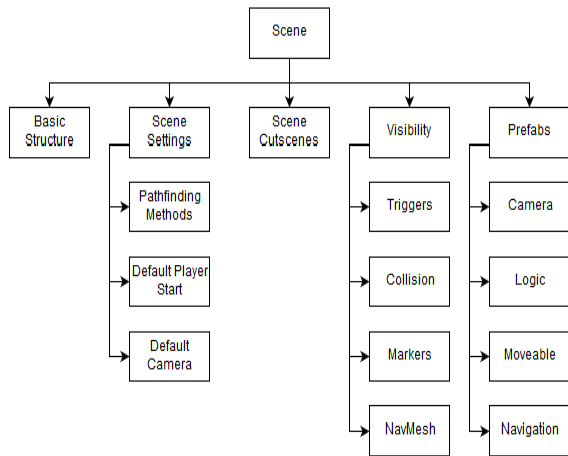 Scene
Basic
Structure
Scene
Settings
Scene
Cutscenes
Visibility
Prefabs
Pathfinding
Methods
Triggers
Camera
Default Player
Start
Collision
Logic
Default
Camera
Markers
Moveable
NavMesh
Navigation